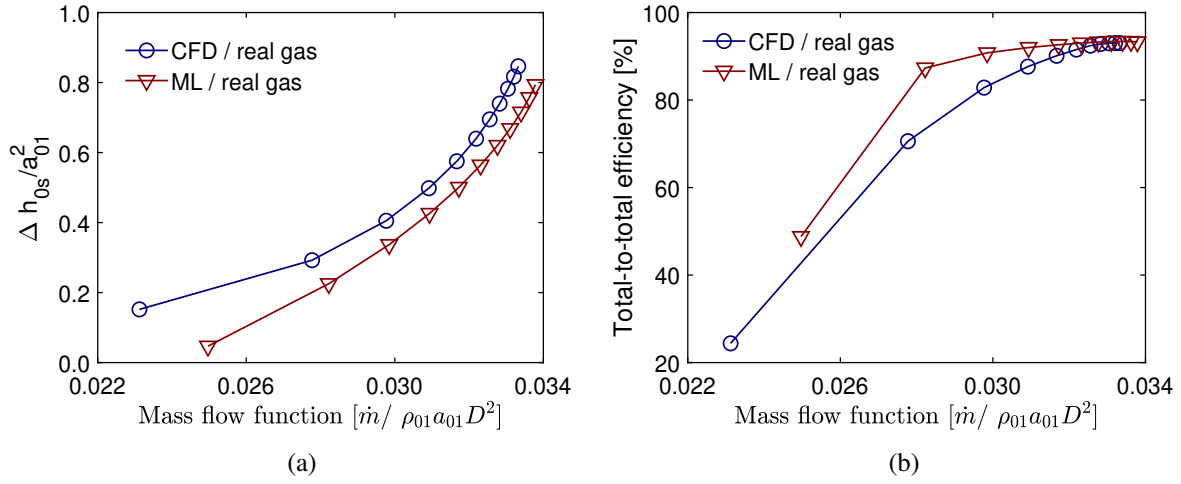 1.0
0.8
0.6
0.4
0.2
0.0
Δ h0s/a²01
CFD / real gas
ML / real gas
0.022
0.026
0.030
0.034
Mass flow function [ṁ/ ρ01a01D²]
(a)
100
80
60
40
20
Total-to-total efficiency [%]
CFD / real gas
ML / real gas
0.022
0.026
0.030
0.034
Mass flow function [ṁ/ ρ01a01D²]
(b)